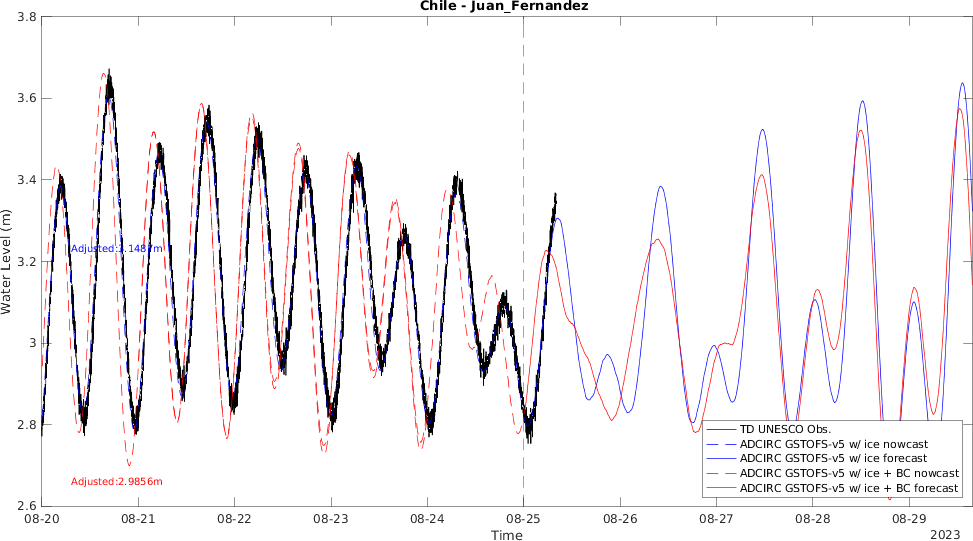 Chile - Juan_Fernandez
3.8
3.6
3.4
3.2
3
2.8
2.6
Water Level (m)
Adjusted:3.1487m
Adjusted:2.9856m
TD UNESCO Obs.
ADCIRC GSTOFS-v5 w/ ice nowcast
ADCIRC GSTOFS-v5 w/ ice forecast
ADCIRC GSTOFS-v5 w/ ice + BC nowcast
ADCIRC GSTOFS-v5 w/ ice + BC forecast
08-20 08-21 08-22 08-23 08-24 08-25 08-26 08-27 08-28 08-29
Time
2023